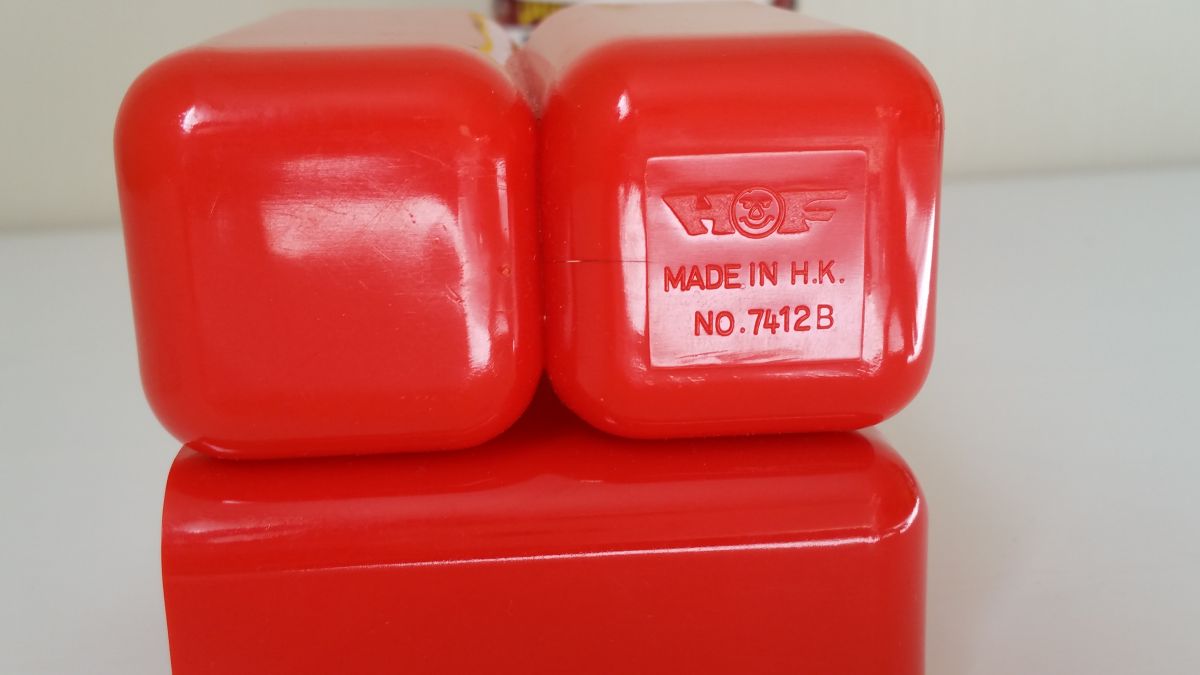 HOF
MADE IN H.K.
NO.7412B